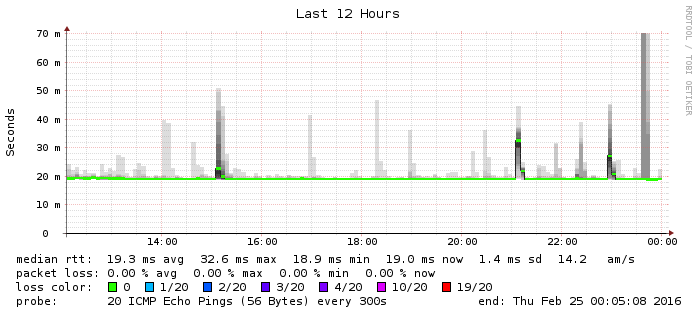 Last 12 Hours
RRDTOOL / TOBI OETIKER
Seconds
70 m
60 m
50 m
40 m
30 m
20 m
10 m
0
14:00 16:00 18:00 20:00 22:00 00:00
median rtt: 19.3 ms avg 32.6 ms max 18.9 ms min 19.0 ms now 1.4 ms sd 14.2 am/s
packet loss: 0.00 % avg 0.00 % max 0.00 % min 0.00 % now
loss color: 0 1/20 2/20 3/20 4/20 10/20 19/20
probe: 20 ICMP Echo Pings (56 Bytes) every 300s end: Thu Feb 25 00:05:08 2016